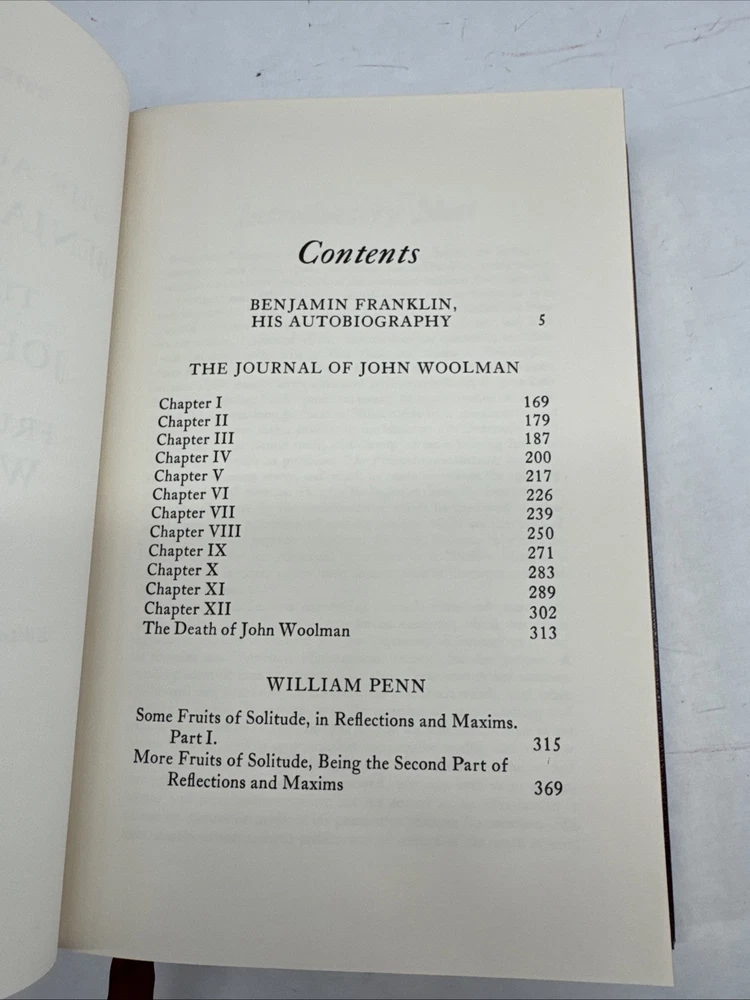 Contents
BENJAMIN FRANKLIN,
HIS AUTOBIOGRAPHY 5
THE JOURNAL OF JOHN WOOLMAN
Chapter I 169
Chapter II 179
Chapter III 187
Chapter IV 200
Chapter V 217
Chapter VI 226
Chapter VII 239
Chapter VIII 250
Chapter IX 271
Chapter X 283
Chapter XI 289
Chapter XII 302
The Death of John Woolman 313
WILLIAM PENN
Some Fruits of Solitude, in Reflections and Maxims.
Part I. 315
More Fruits of Solitude, Being the Second Part of
Reflections and Maxims 369